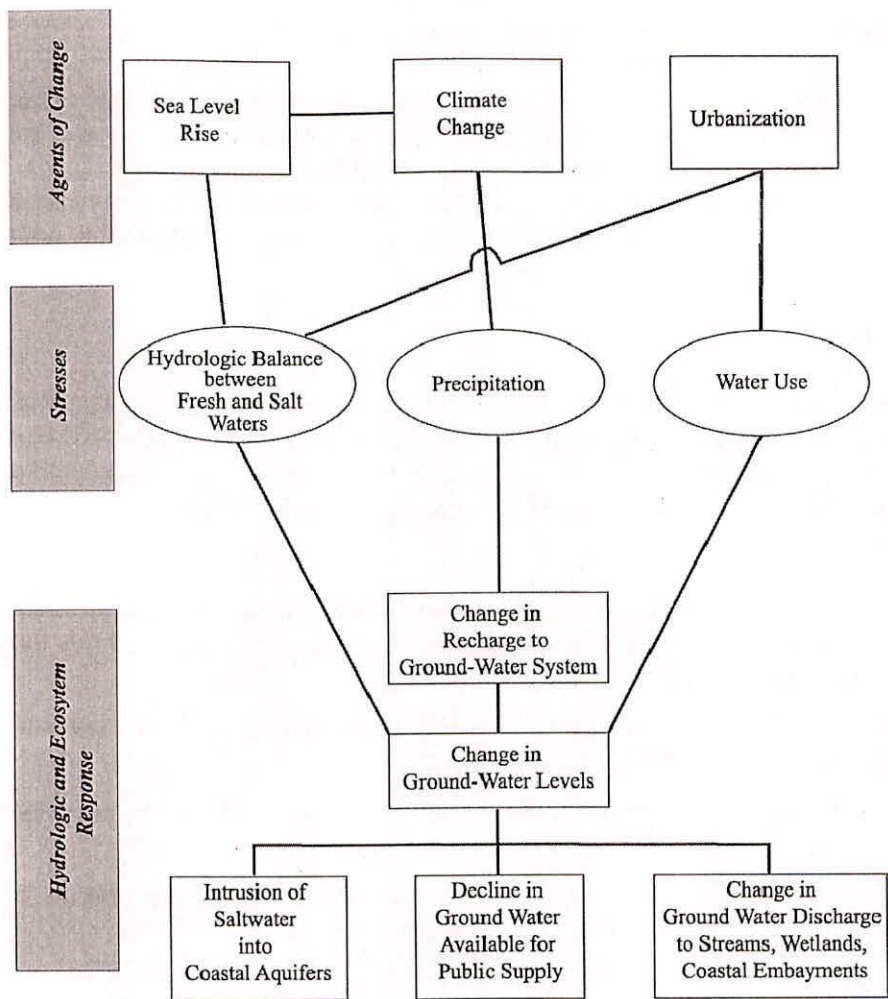 Agents of Change
Sea Level
Rise
Climate
Change
Urbanization
Stresses
Hydrologic Balance
between
Fresh and Salt
Waters
Precipitation
Water Use
Hydrologic and Ecosytem
Response
Change in
Recharge to
Ground-Water System
Change in
Ground-Water Levels
Intrusion of
Saltwater
into
Coastal Aquifers
Decline in
Ground Water
Available for
Public Supply
Change in
Ground Water Discharge
to Streams, Wetlands,
Coastal Embayments